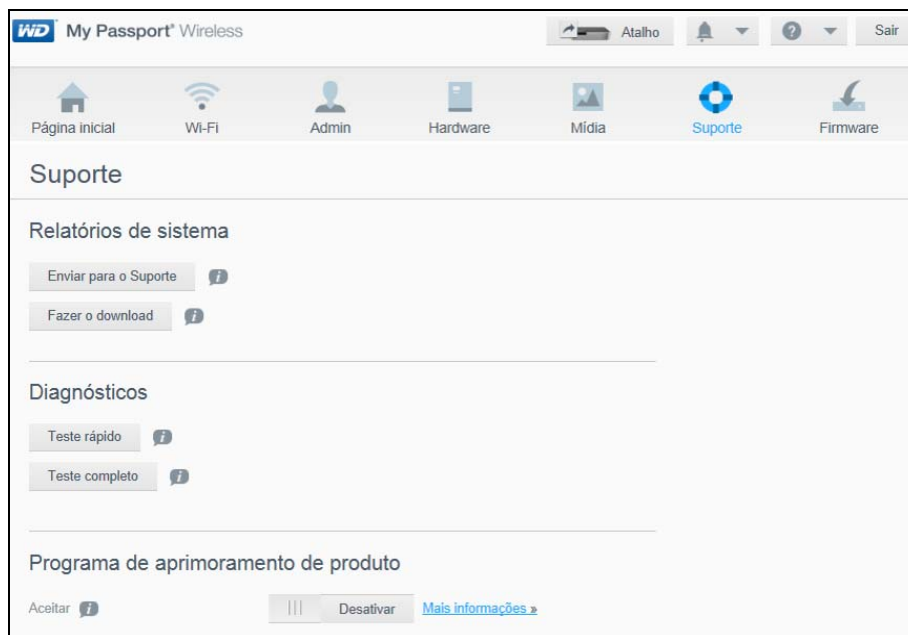 WD My Passport® Wireless Atalho Sair
Página inicial Wi-Fi Admin Hardware Mídia Suporte Firmware
Suporte
Relatórios de sistema
Enviar para o Suporte
Fazer o download
Diagnósticos
Teste rápido
Teste completo
Programa de aprimoramento de produto
Aceitar Desativar Mais informações »